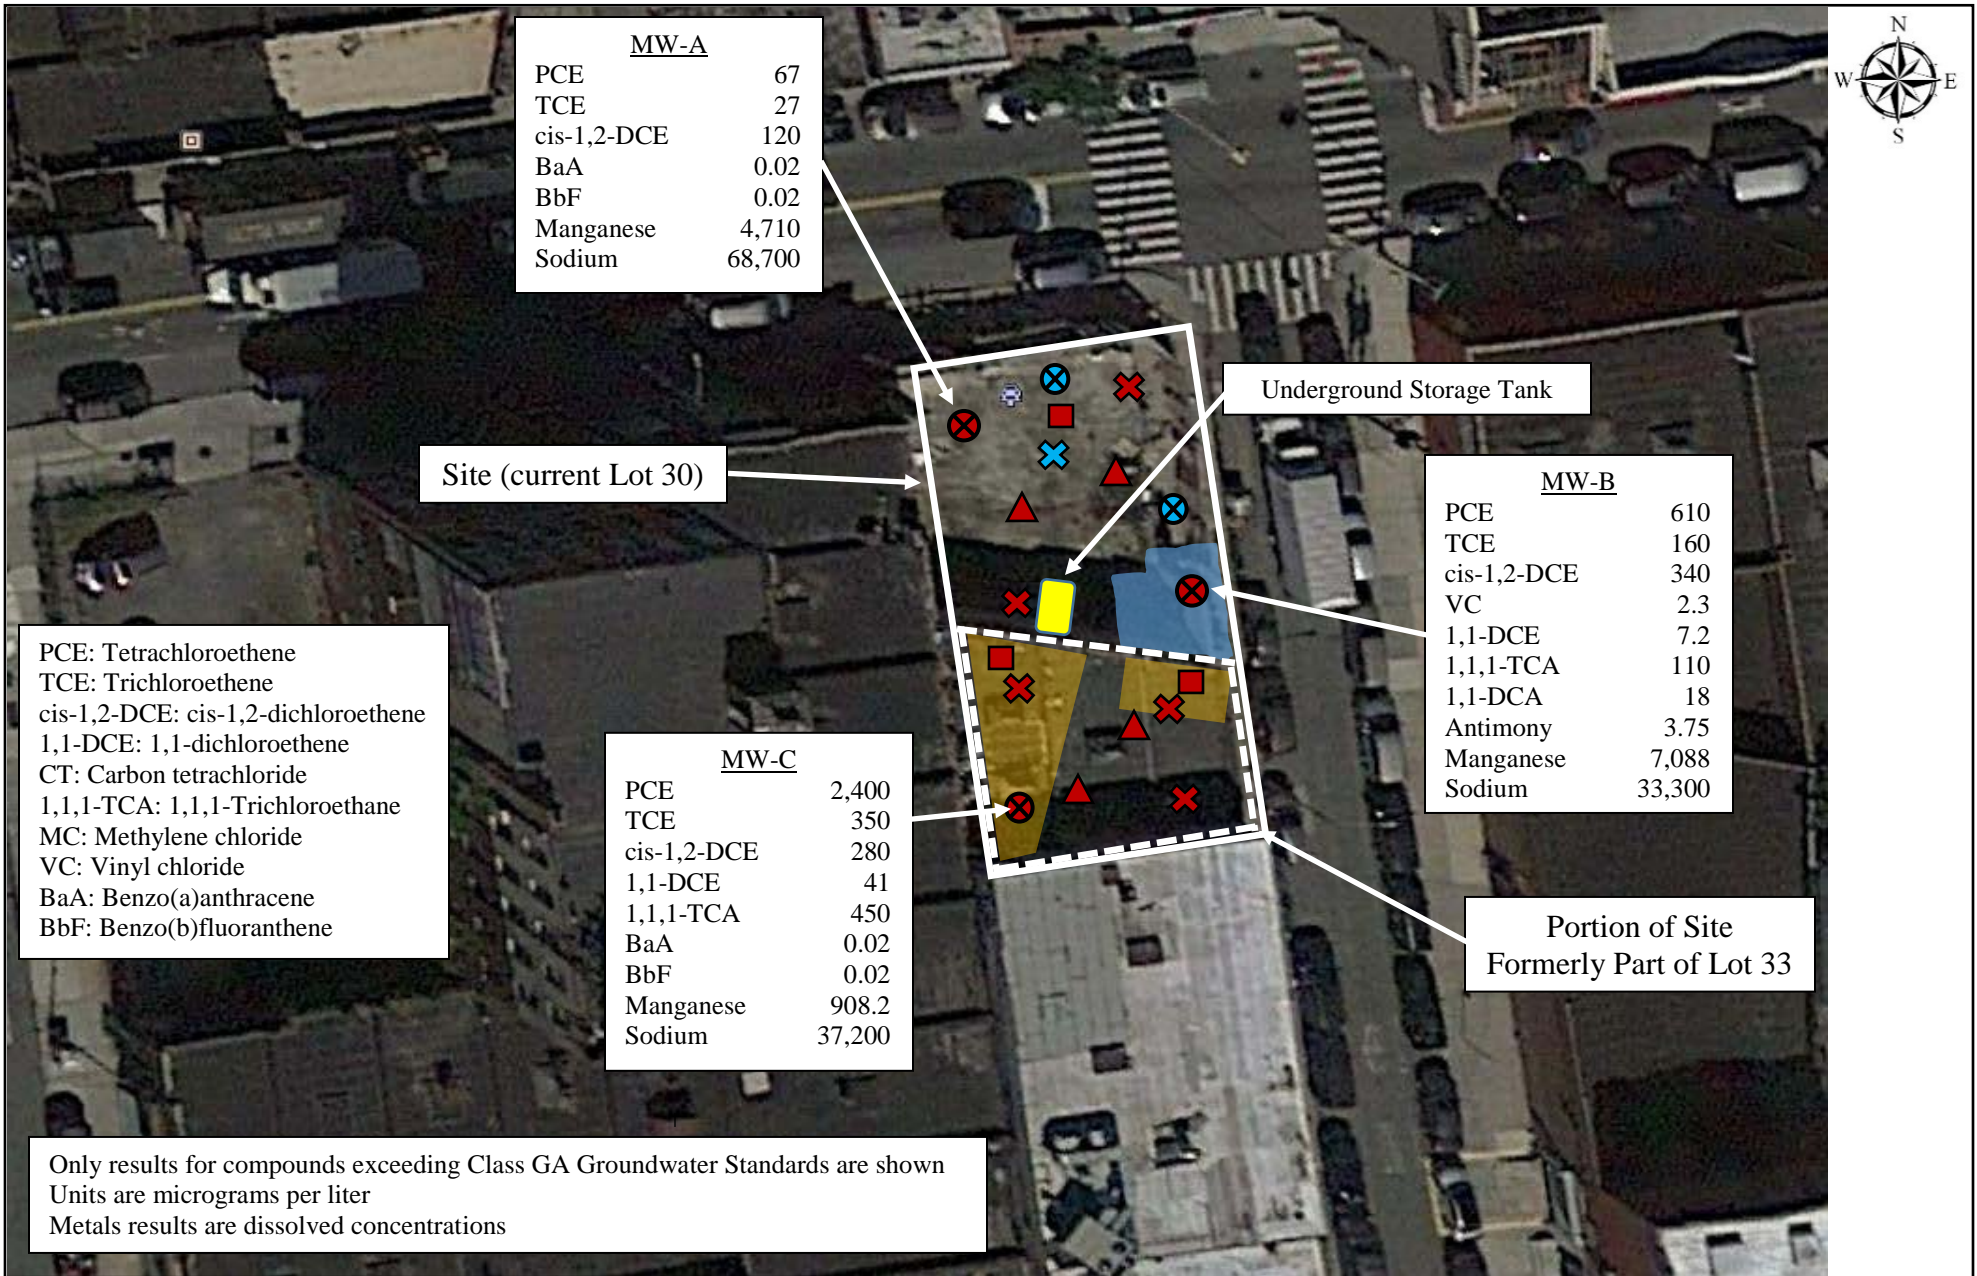 N
W E
S
MW-A
PCE 67
TCE 27
cis-1,2-DCE 120
BaA 0.02
BbF 0.02
Manganese 4,710
Sodium 68,700
Underground Storage Tank
Site (current Lot 30)
MW-B
PCE 610
TCE 160
cis-1,2-DCE 340
VC 2.3
1,1-DCE 7.2
1,1,1-TCA 110
1,1-DCA 18
Antimony 3.75
Manganese 7,088
Sodium 33,300
PCE: Tetrachloroethene
TCE: Trichloroethene
cis-1,2-DCE: cis-1,2-dichloroethene
1,1-DCE: 1,1-dichloroethene
CT: Carbon tetrachloride
1,1,1-TCA: 1,1,1-Trichloroethane
MC: Methylene chloride
VC: Vinyl chloride
BaA: Benzo(a)anthracene
BbF: Benzo(b)fluoranthene
MW-C
PCE 2,400
TCE 350
cis-1,2-DCE 280
1,1-DCE 41
1,1,1-TCA 450
BaA 0.02
BbF 0.02
Manganese 908.2
Sodium 37,200
Portion of Site
Formerly Part of Lot 33
Only results for compounds exceeding Class GA Groundwater Standards are shown
Units are micrograms per liter
Metals results are dissolved concentrations